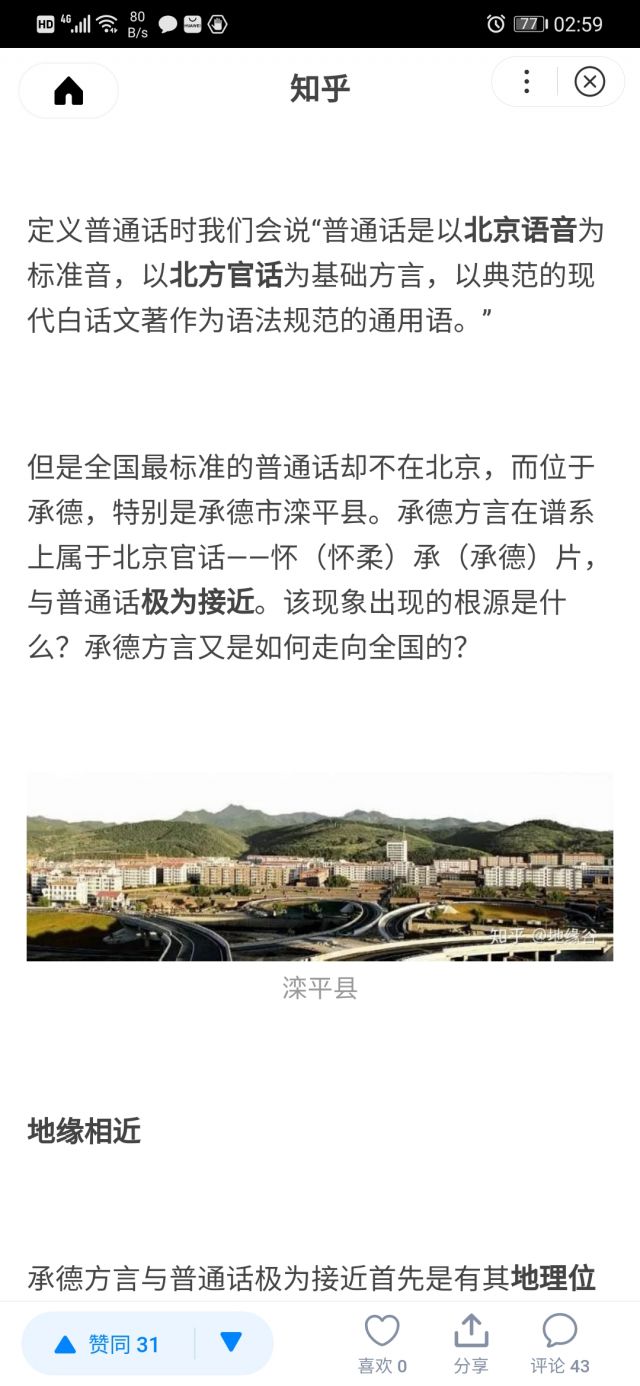 HD 4G 80 B/s HUAWEI 77 02:59
知乎
定义普通话时我们会说“普通话是以北京语音为
标准音，以北方官话为基础方言，以典范的现
代白话文著作为语法规范的通用语。”
但是全国最标准的普通话却不在北京，而位于
承德，特别是承德市滦平县。承德方言在谱系
上属于北京官话——怀（怀柔）承（承德）片，
与普通话极为接近。该现象出现的根源是什
么？承德方言又是如何走向全国的？
知乎 @地缘谷
滦平县
地缘相近
承德方言与普通话极为接近首先是有其地理位
赞同 31
喜欢 0 分享 评论 43